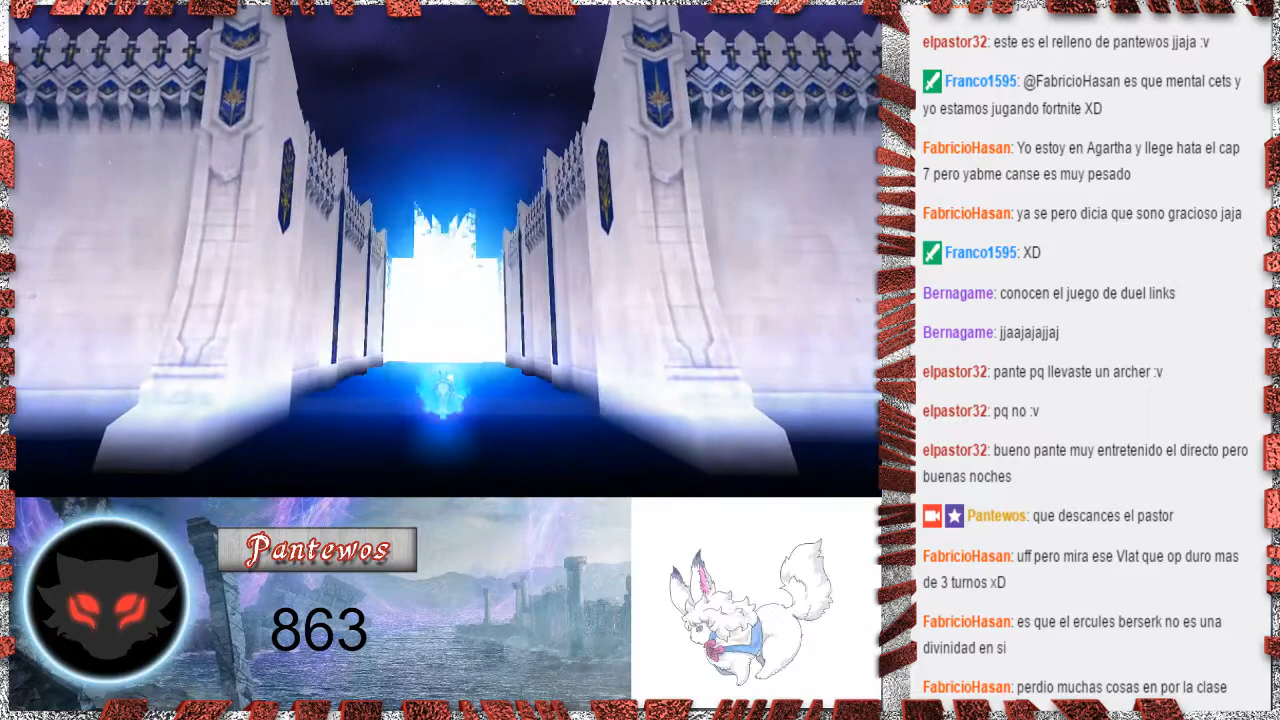 elpastor32: este es el relleno de pantewos jjaja :v
Franco1595: @FabricioHasan es que mental cets y
yo estamos jugando fortnite XD
FabricioHasan: Yo estoy en Agartha y llege hata el cap
7 pero yabme canse es muy pesado
FabricioHasan: ya se pero dicia que sono gracioso jaja
Franco1595: XD
Bernagame: conocen el juego de duel links
Bernagame: jjaajajajjaj
elpastor32: pante pq llevaste un archer :v
elpastor32: pq no :v
elpastor32: bueno pante muy entretenido el directo pero
buenas noches
Pantewos: que descances el pastor
FabricioHasan: uff pero mira ese Vlat que op duro mas
de 3 turnos xD
FabricioHasan: es que el ercules berserk no es una
divinidad en si
FabricioHasan: perdio muchas cosas en por la clase
Pantewos
863